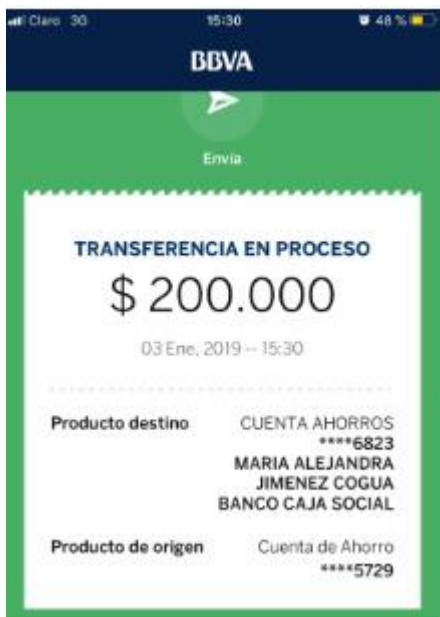 Claro 3G 15:30 48 %
BBVA
Envía
TRANSFERENCIA EN PROCESO
$ 200.000
03 Ene, 2019 -- 15:30
Producto destino CUENTA AHORROS
****6823
MARIA ALEJANDRA
JIMENEZ COGUA
BANCO CAJA SOCIAL
Producto de origen Cuenta de Ahorro
****5729